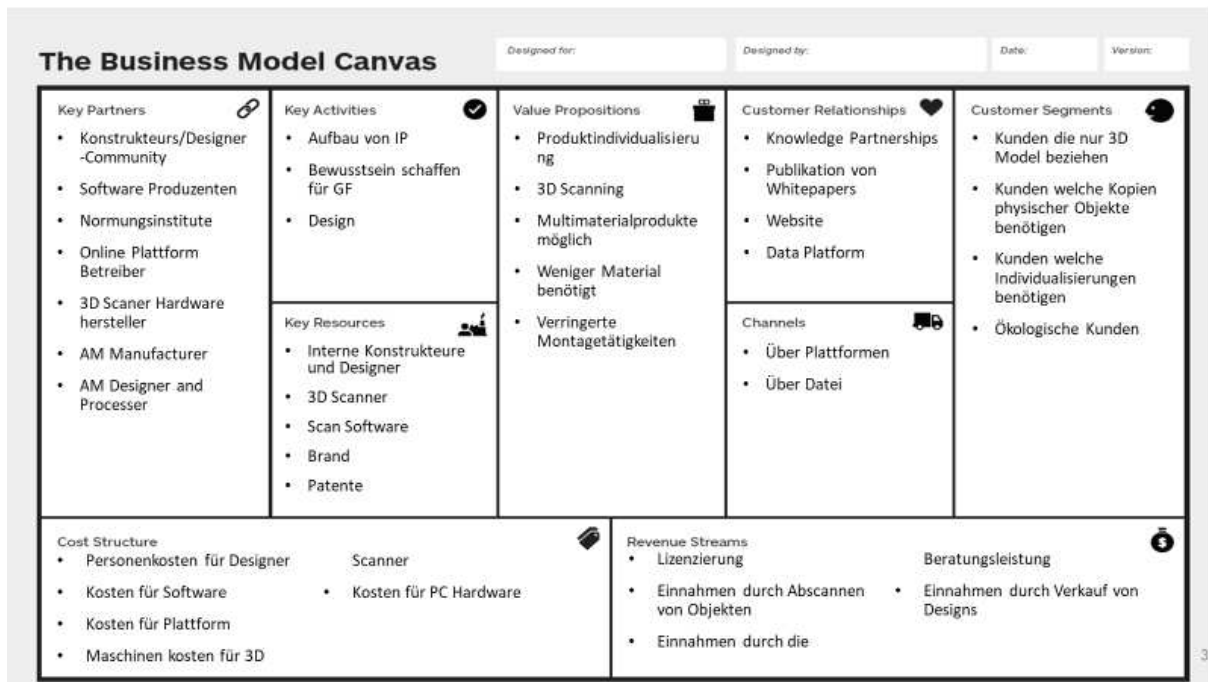 The Business Model Canvas
Designed for:
Designed by:
Date:
Version:
Key Partners
• Konstrukteurs/Designer
-Community
• Software Produzenten
• Normungsinstitute
• Online Plattform
Betreiber
• 3D Scaner Hardware
hersteller
• AM Manufacturer
• AM Designer and
Processer
Key Activities
• Aufbau von IP
• Bewusstsein schaffen
für GF
• Design
Key Resources
• Interne Konstrukteure
und Designer
• 3D Scanner
• Scan Software
• Brand
• Patente
Value Propositions
• Produktindividualisieru
ng
• 3D Scanning
• Multimaterialprodukte
möglich
• Weniger Material
benötigt
• Verringerte
Montagetätigkeiten
Customer Relationships
• Knowledge Partnerships
• Publikation von
Whitepapers
• Website
• Data Platform
Channels
• Über Plattformen
• Über Datei
Customer Segments
• Kunden die nur 3D
Model beziehen
• Kunden welche Kopien
physischer Objekte
benötigen
• Kunden welche
Individualisierungen
benötigen
• Ökologische Kunden
Cost Structure
• Personenkosten für Designer
• Kosten für Software
• Kosten für Plattform
• Maschinen kosten für 3D
Scanner
• Kosten für PC Hardware
Revenue Streams
• Lizenzierung
• Einnahmen durch Abscannen
von Objekten
• Einnahmen durch die
Beratungsleistung
• Einnahmen durch Verkauf von
Designs
3